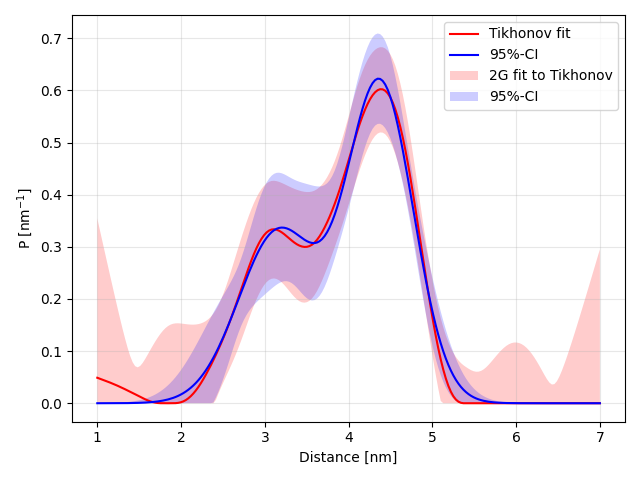 Tikhonov fit
95%-CI
2G fit to Tikhonov
95%-CI
P [nm⁻¹]
0.7
0.6
0.5
0.4
0.3
0.2
0.1
0.0
1 2 3 4 5 6 7
Distance [nm]